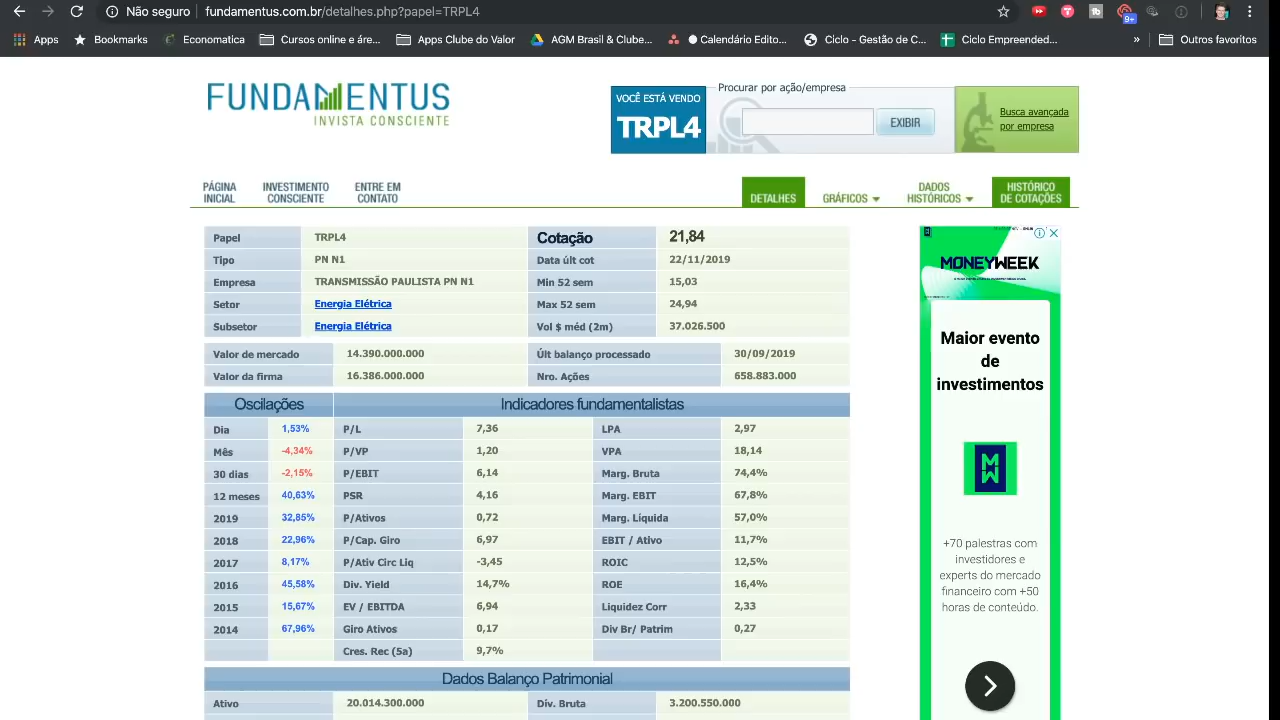 Não seguro
fundamentus.com.br/detalhes.php?papel=TRPL4
9+
Apps Bookmarks Economatica Cursos online e áre... Apps Clube do Valor AGM Brasil & Clube... Calendário Edito... Ciclo - Gestão de C... Ciclo Empreended... » Outros favoritos
FUNDAMENTUS
INVISTA CONSCIENTE
VOCÊ ESTÁ VENDO
TRPL4
Procurar por ação/empresa
EXIBIR
Busca avançada
por empresa
PÁGINA
INICIAL
INVESTIMENTO
CONSCIENTE
ENTRE EM
CONTATO
DETALHES
GRÁFICOS
DADOS
HISTÓRICOS
HISTÓRICO
DE COTAÇÕES
Papel TRPL4 Cotação 21,84
Tipo PN N1 Data últ cot 22/11/2019
Empresa TRANSMISSÃO PAULISTA PN N1 Min 52 sem 15,03
Setor Energia Elétrica Max 52 sem 24,94
Subsetor Energia Elétrica Vol $ méd (2m) 37.026.500
Valor de mercado 14.390.000.000 Últ balanço processado 30/09/2019
Valor da firma 16.386.000.000 Nro. Ações 658.883.000
Oscilações Indicadores fundamentalistas
Dia 1,53% P/L 7,36 LPA 2,97
Mês -4,34% P/VP 1,20 VPA 18,14
30 dias -2,15% P/EBIT 6,14 Marg. Bruta 74,4%
12 meses 40,63% PSR 4,16 Marg. EBIT 67,8%
2019 32,85% P/Ativos 0,72 Marg. Líquida 57,0%
2018 22,96% P/Cap. Giro 6,97 EBIT / Ativo 11,7%
2017 8,17% P/Ativ Circ Liq -3,45 ROIC 12,5%
2016 45,58% Div. Yield 14,7% ROE 16,4%
2015 15,67% EV / EBITDA 6,94 Liquidez Corr 2,33
2014 67,96% Giro Ativos 0,17 Div Br/ Patrim 0,27
Cres. Rec (5a) 9,7%
Dados Balanço Patrimonial
Ativo 20.014.300.000 Dív. Bruta 3.200.550.000
MONEYWEEK
Maior evento
de
investimentos
MW
+70 palestras com
investidores e
experts do mercado
financeiro com +50
horas de conteúdo.